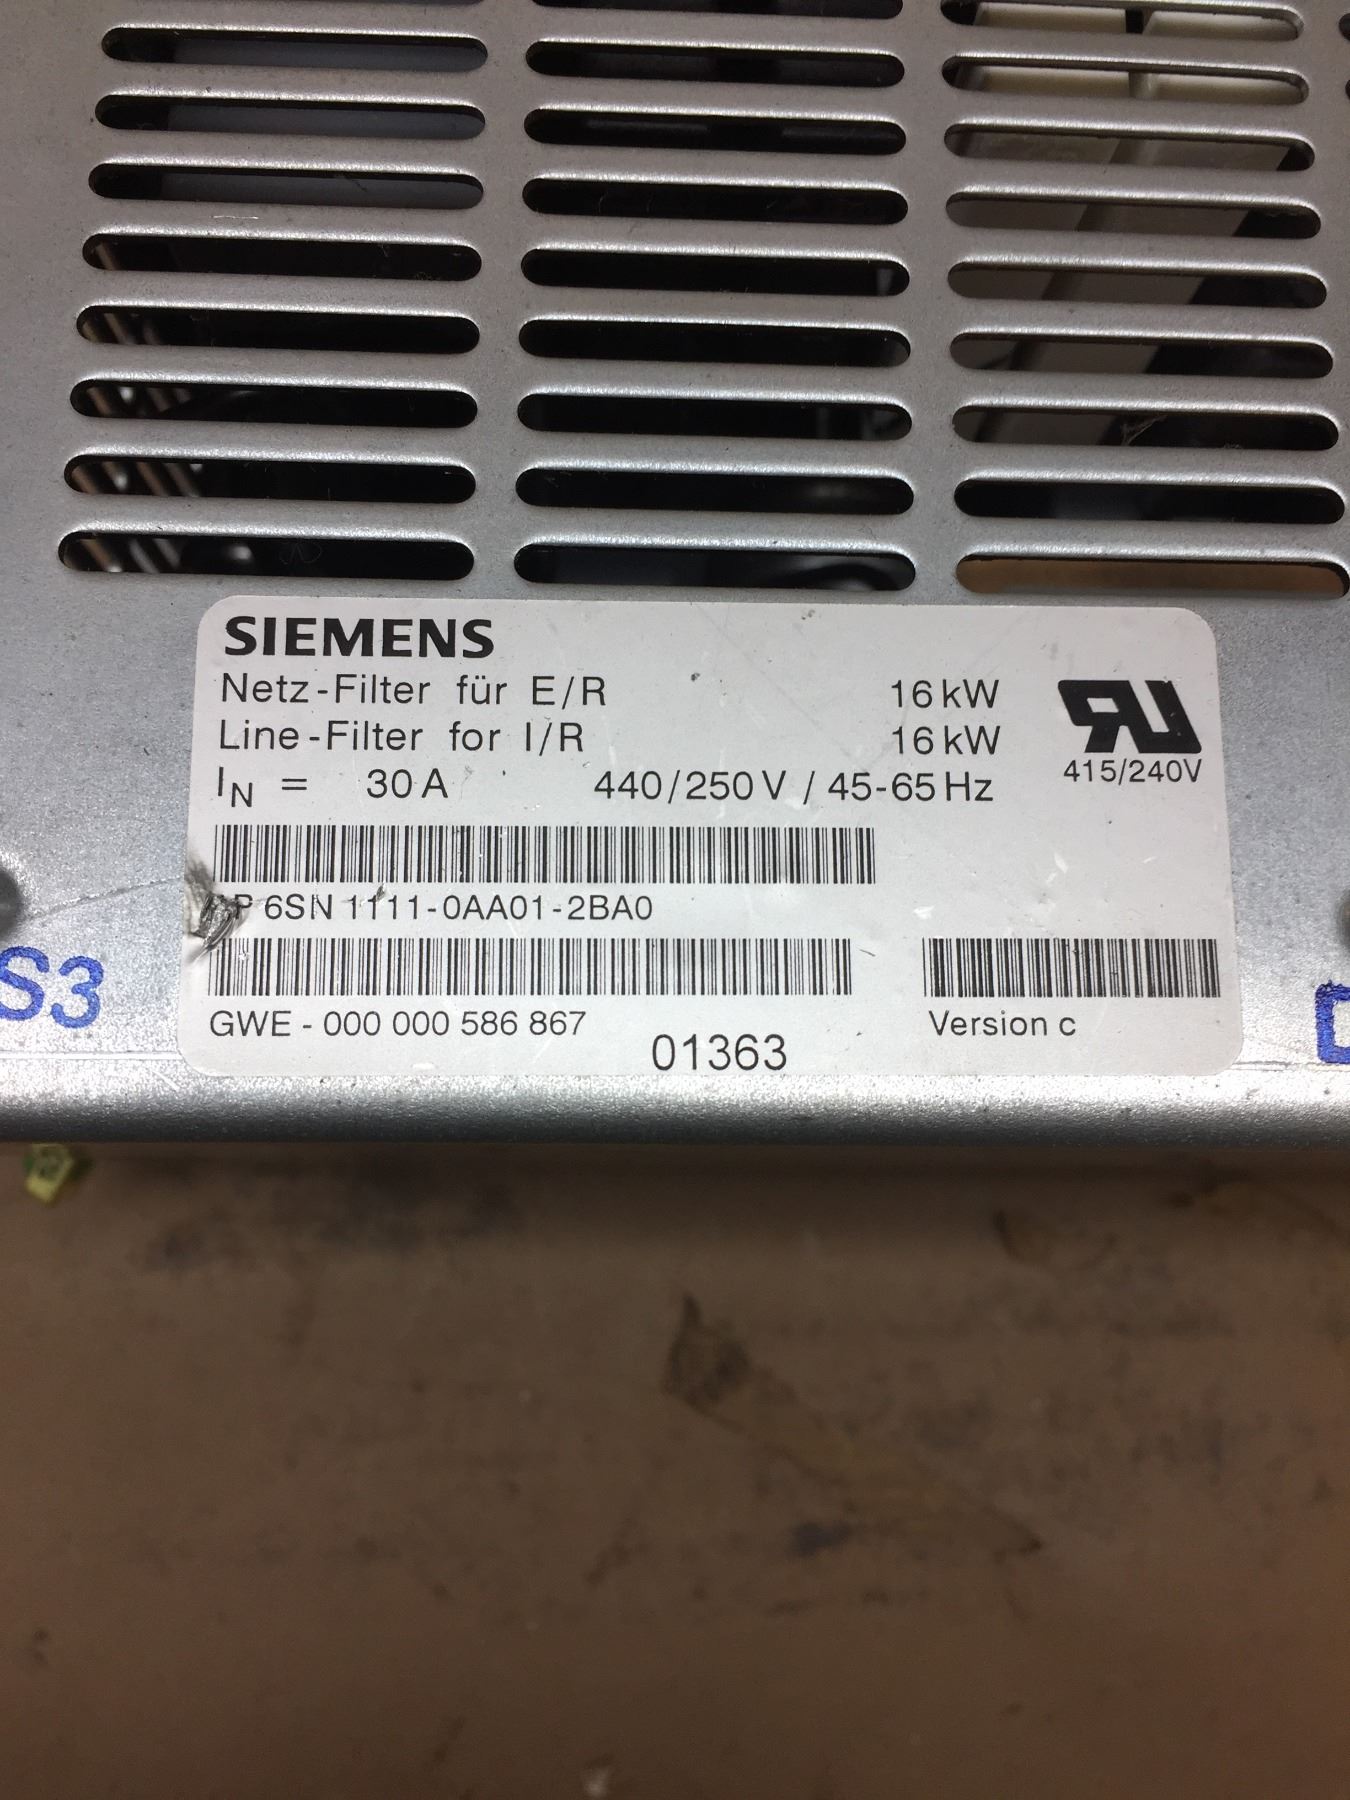 SIEMENS
Netz-Filter für E/R 16 kW
Line-Filter for I/R 16 kW
IN = 30 A 440/250 V / 45-65 Hz
415/240V
6SN 1111-0AA01-2BA0
GWE - 000 000 586 867
Version c
01363
S3